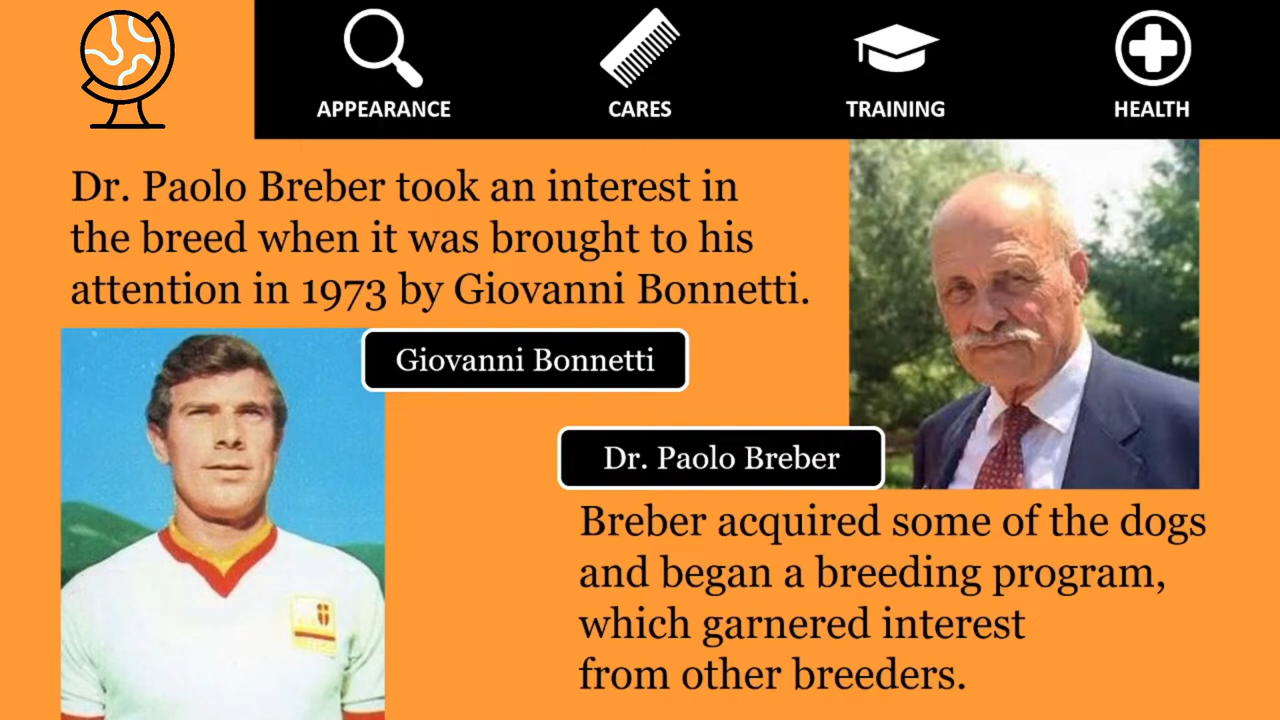 APPEARANCE
CARES
TRAINING
HEALTH
Dr. Paolo Breber took an interest in
the breed when it was brought to his
attention in 1973 by Giovanni Bonnetti.
Giovanni Bonnetti
Dr. Paolo Breber
Breber acquired some of the dogs
and began a breeding program,
which garnered interest
from other breeders.